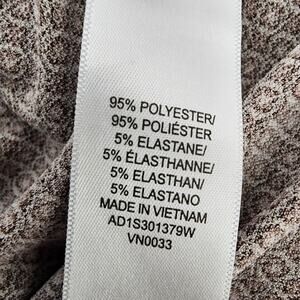 95% POLYESTER/
95% POLIÉSTER
5% ELASTANE/
5% ÉLASTHANNE/
5% ELASTHAN/
5% ELASTANO
MADE IN VIETNAM
AD1S301379W
VN0033